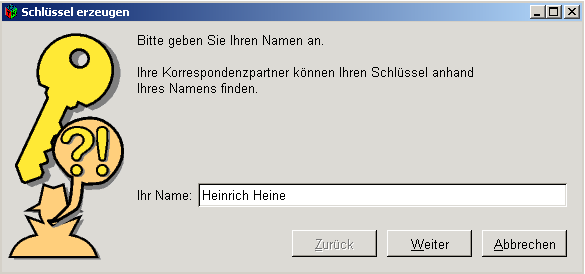 Schlüssel erzeugen
Bitte geben Sie Ihren Namen an.
Ihre Korrespondenzpartner können Ihren Schlüssel anhand
Ihres Namens finden.
?!
Ihr Name: Heinrich Heine
Zurück Weiter Abbrechen